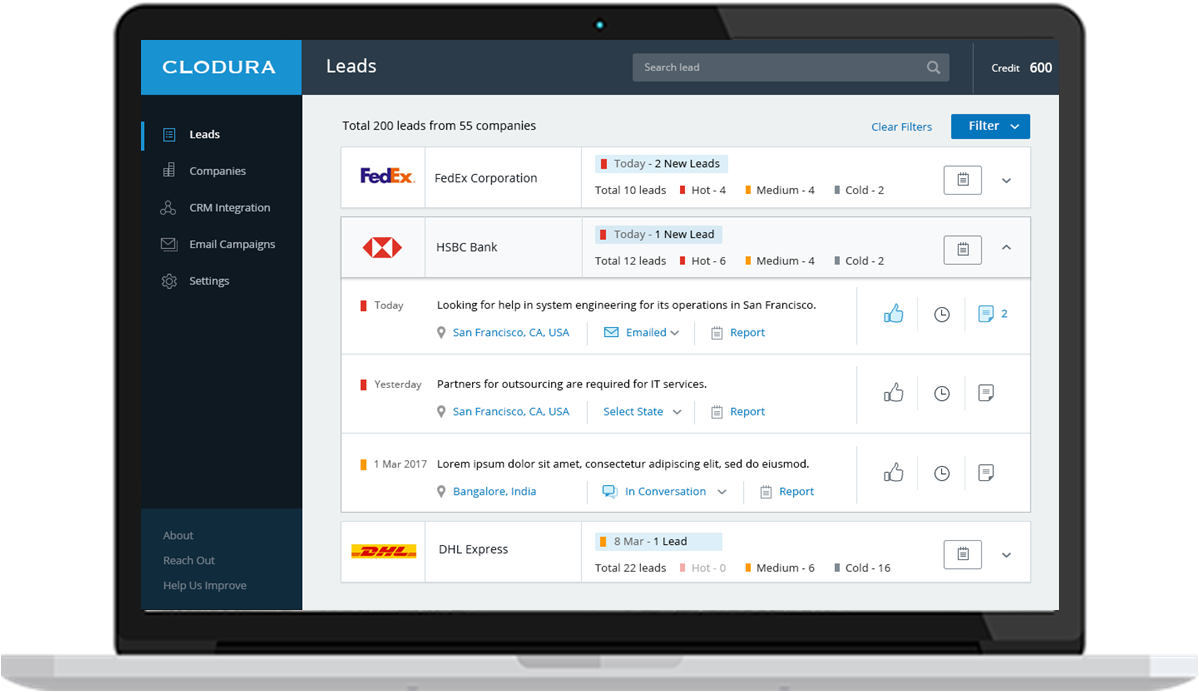 CLODURA
Leads
Search lead
Credit 600
Leads
Companies
CRM Integration
Email Campaigns
Settings
About
Reach Out
Help Us Improve
Total 200 leads from 55 companies
Clear Filters
Filter
FedEx.
FedEx Corporation
Today - 2 New Leads
Total 10 leads Hot - 4 Medium - 4 Cold - 2
HSBC Bank
Today - 1 New Lead
Total 12 leads Hot - 6 Medium - 4 Cold - 2
Today Looking for help in system engineering for its operations in San Francisco.
San Francisco, CA, USA Emailed Report
2
Yesterday Partners for outsourcing are required for IT services.
San Francisco, CA, USA Select State Report
1 Mar 2017 Lorem ipsum dolor sit amet, consectetur adipiscing elit, sed do eiusmod.
Bangalore, India In Conversation Report
DHL
DHL Express
8 Mar - 1 Lead
Total 22 leads Hot - 0 Medium - 6 Cold - 16